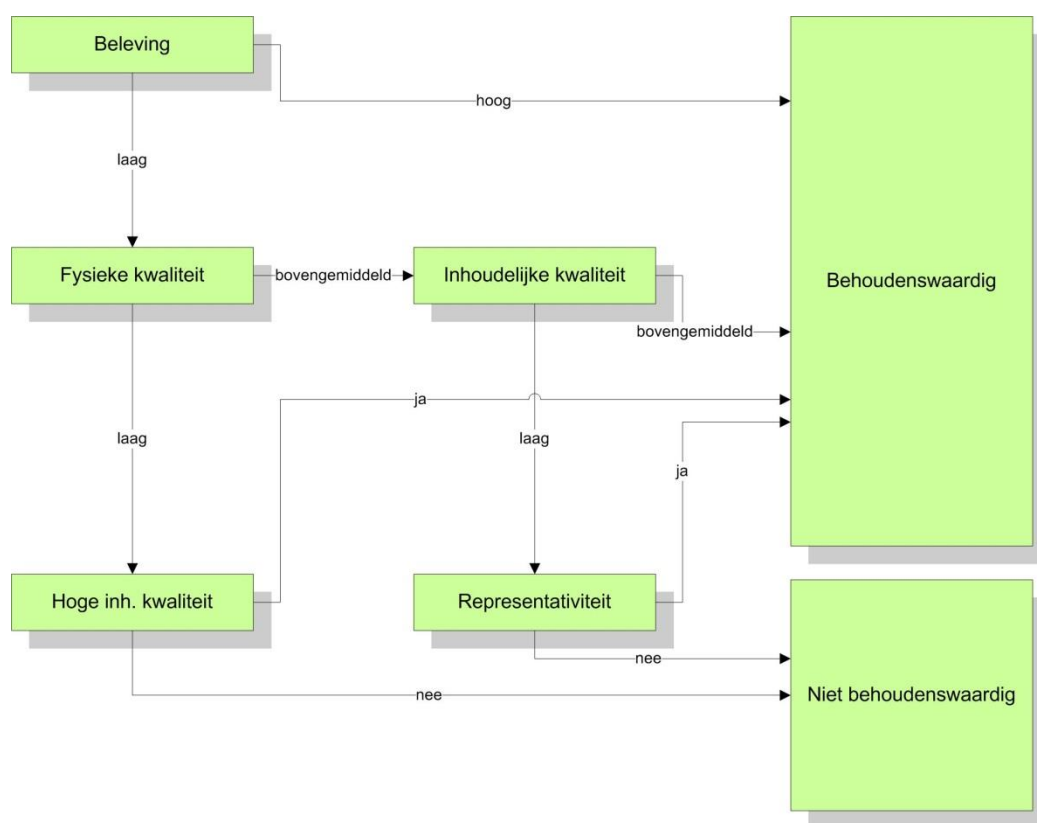 Beleving
hoog
laag
Fysieke kwaliteit
bovengemiddeld
Inhoudelijke kwaliteit
Behoudenswaardig
bovengemiddeld
ja
laag
laag
ja
Hoge inh. kwaliteit
Representativiteit
nee
nee
Niet behoudenswaardig